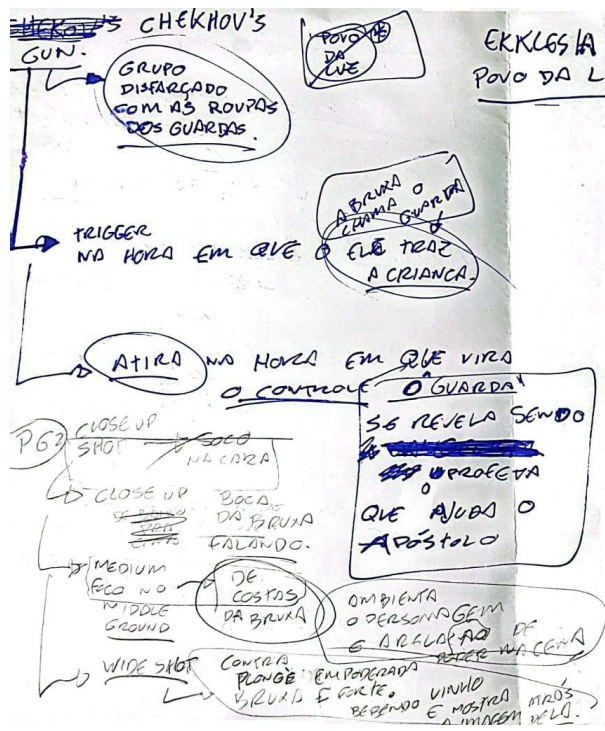 CHEKHOV'S
GUN.
GRUPO
DISFARÇADO
COM AS ROUPAS
DOS GUARDAS.
POVO DE
DA
LUZ
EKKLESIA
POVO DA L
A BRUXA
CHAMA O
GUARDA
TRIGGER
NA HORA EM QUE O ELE TRAZ
A CRIANÇA.
ATIRA NA HORA EM QUE VIRA
O CONTROLE
O GUARDA
SE REVELA SENDO
O PROFETA
QUE AJUDA O
APÓSTOLO
PG2
CLOSE UP
SHOT → SOCO
NA CARA
CLOSE UP BOCA
DA BRUXA
FALANDO.
MEDIUM
FOCO NO
MIDDLE
GROUND
DE
COSTAS
DA BRUXA
AMBIENTA
O PERSONAGEM
E A RELAÇÃO DE
PODER NA CENA
WIDE SHOT
CONTRA
PLONGÈ EMPODERADA
BRUXA E FORTE.
BEBENDO VINHO
E MOSTRA ATRÁS
A IMAGEM DELA.